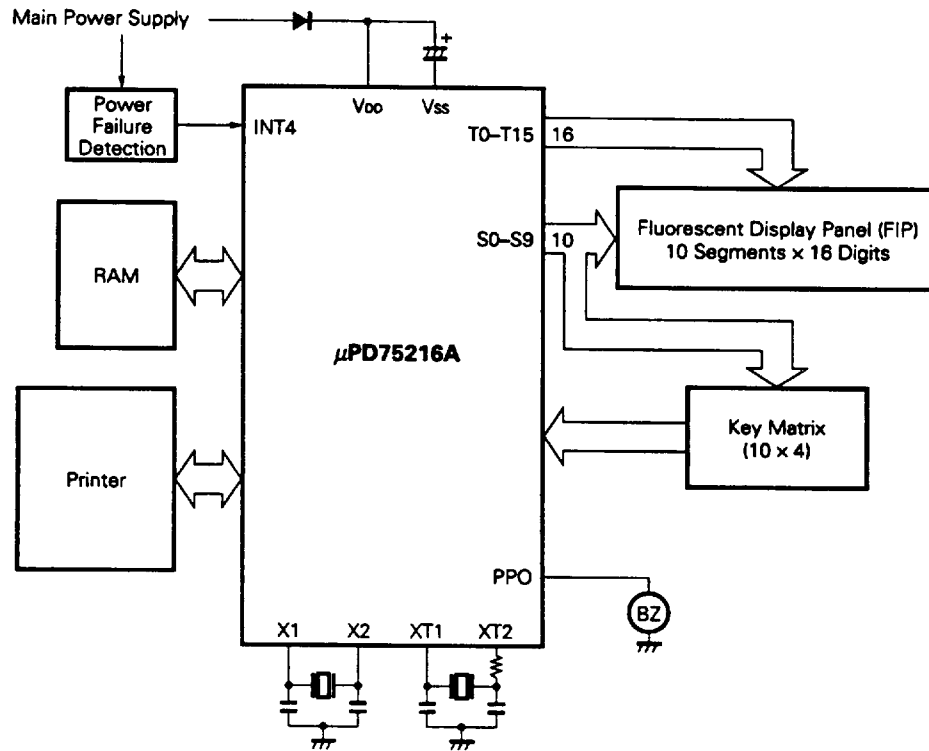 Main Power Supply
+
Power
Failure
Detection
INT4
VDD
VSS
T0–T15
16
S0–S9
10
Fluorescent Display Panel (FIP)
10 Segments × 16 Digits
RAM
μPD75216A
Key Matrix
(10 × 4)
Printer
PPO
BZ
X1
X2
XT1
XT2